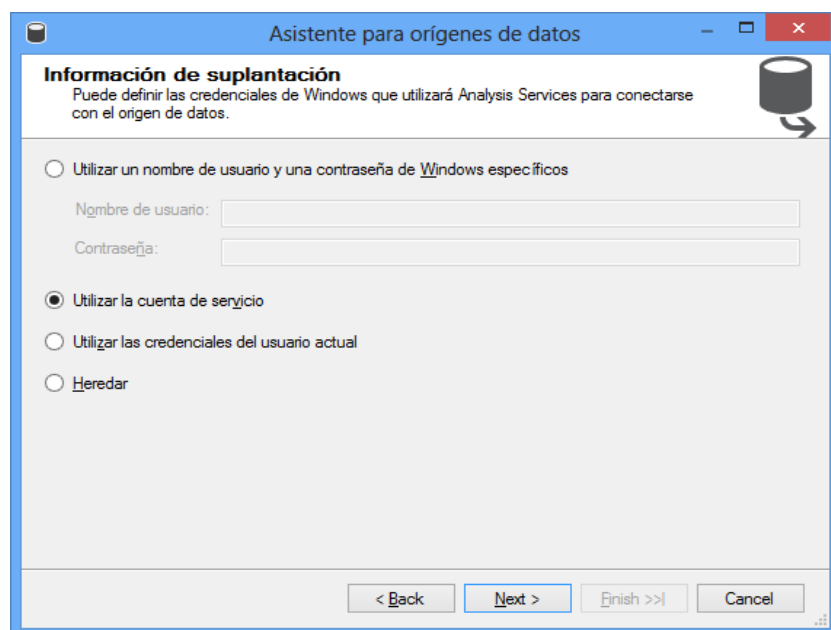 Asistente para orígenes de datos
Información de suplantación
Puede definir las credenciales de Windows que utilizará Analysis Services para conectarse
con el origen de datos.
Utilizar un nombre de usuario y una contraseña de Windows específicos
Nombre de usuario:
Contraseña:
Utilizar la cuenta de servicio
Utilizar las credenciales del usuario actual
Heredar
< Back Next > Finish >>| Cancel